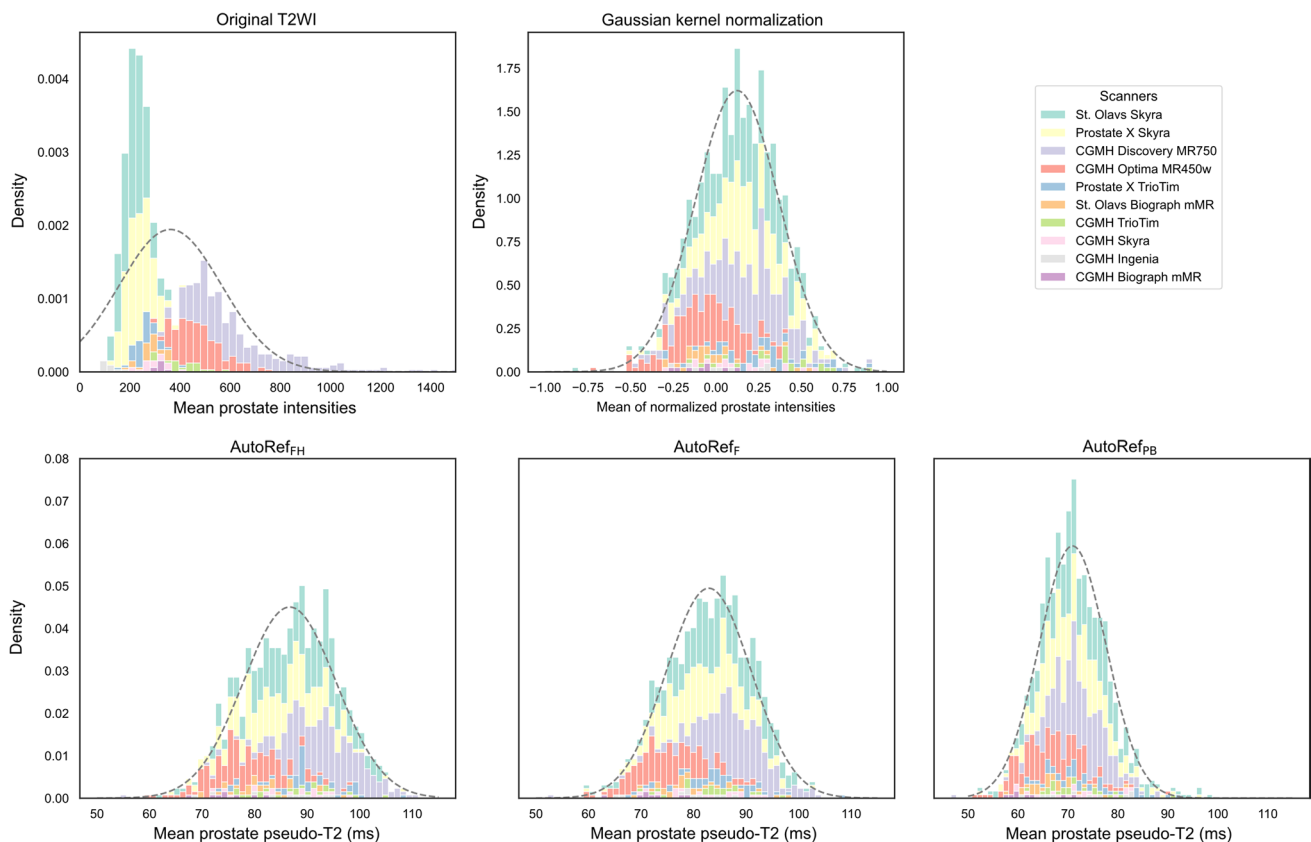 Original T2WI
Gaussian kernel normalization
Density
0.004
0.003
0.002
0.001
0.000
0 200 400 600 800 1000 1200 1400
Mean prostate intensities
Density
1.75
1.50
1.25
1.00
0.75
0.50
0.25
0.00
−1.00 −0.75 −0.50 −0.25 0.00 0.25 0.50 0.75 1.00
Mean of normalized prostate intensities
Scanners
St. Olavs Skyra
Prostate X Skyra
CGMH Discovery MR750
CGMH Optima MR450w
Prostate X TrioTim
St. Olavs Biograph mMR
CGMH TrioTim
CGMH Skyra
CGMH Ingenia
CGMH Biograph mMR
AutoRefFH
AutoRefF
AutoRefPB
Density
0.08
0.07
0.06
0.05
0.04
0.03
0.02
0.01
0.00
50 60 70 80 90 100 110
Mean prostate pseudo-T2 (ms)
50 60 70 80 90 100 110
Mean prostate pseudo-T2 (ms)
50 60 70 80 90 100 110
Mean prostate pseudo-T2 (ms)